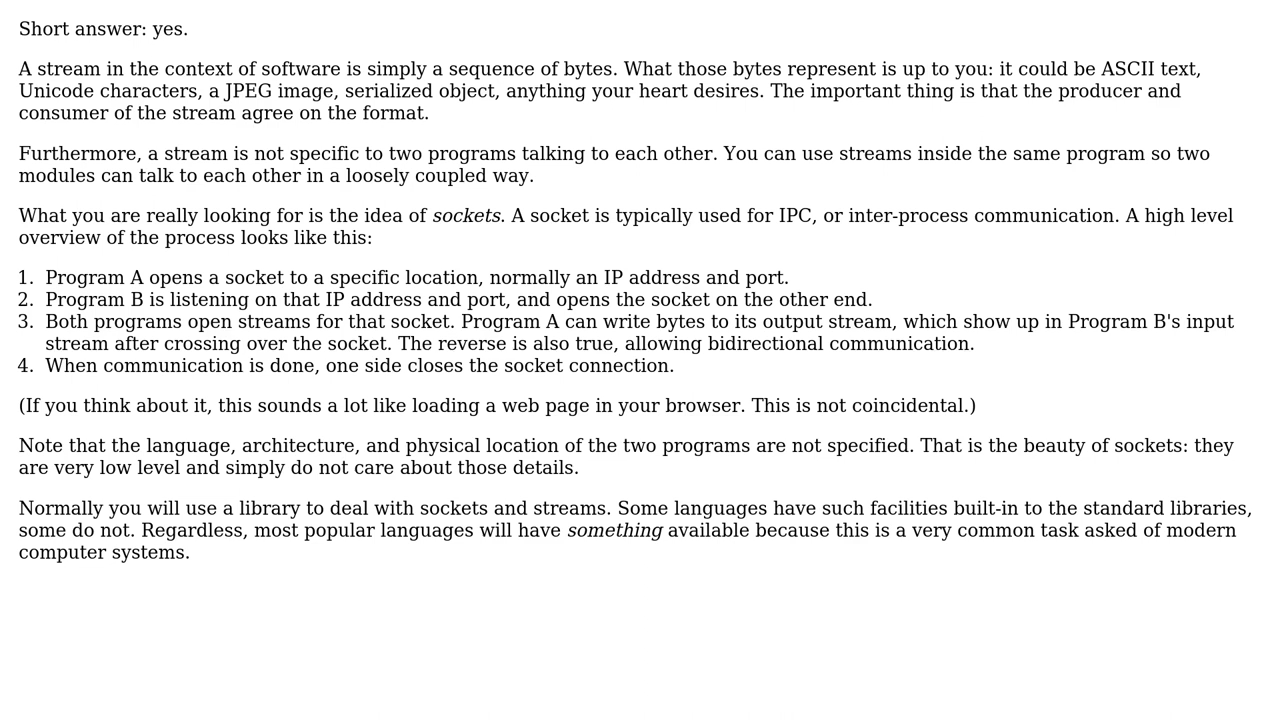 Short answer: yes.
A stream in the context of software is simply a sequence of bytes. What those bytes represent is up to you: it could be ASCII text,
Unicode characters, a JPEG image, serialized object, anything your heart desires. The important thing is that the producer and
consumer of the stream agree on the format.
Furthermore, a stream is not specific to two programs talking to each other. You can use streams inside the same program so two
modules can talk to each other in a loosely coupled way.
What you are really looking for is the idea of sockets. A socket is typically used for IPC, or inter-process communication. A high level
overview of the process looks like this:
1. Program A opens a socket to a specific location, normally an IP address and port.
2. Program B is listening on that IP address and port, and opens the socket on the other end.
3. Both programs open streams for that socket. Program A can write bytes to its output stream, which show up in Program B's input
stream after crossing over the socket. The reverse is also true, allowing bidirectional communication.
4. When communication is done, one side closes the socket connection.
(If you think about it, this sounds a lot like loading a web page in your browser. This is not coincidental.)
Note that the language, architecture, and physical location of the two programs are not specified. That is the beauty of sockets: they
are very low level and simply do not care about those details.
Normally you will use a library to deal with sockets and streams. Some languages have such facilities built-in to the standard libraries,
some do not. Regardless, most popular languages will have something available because this is a very common task asked of modern
computer systems.